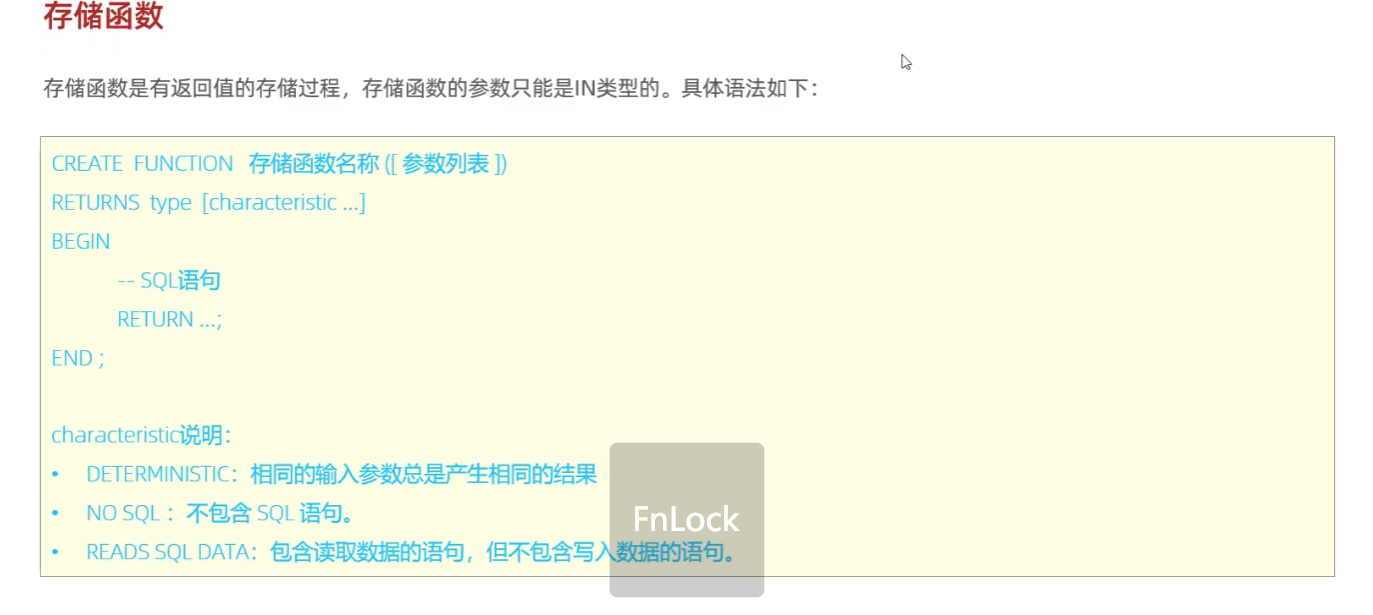 存储函数
存储函数是有返回值的存储过程，存储函数的参数只能是IN类型的。具体语法如下：
CREATE FUNCTION 存储函数名称 ([ 参数列表 ])
RETURNS type [characteristic ...]
BEGIN
-- SQL语句
RETURN ...;
END ;
characteristic说明：
• DETERMINISTIC：相同的输入参数总是产生相同的结果
• NO SQL ：不包含 SQL 语句。
• READS SQL DATA：包含读取数据的语句，但不包含写入数据的语句。
FnLock